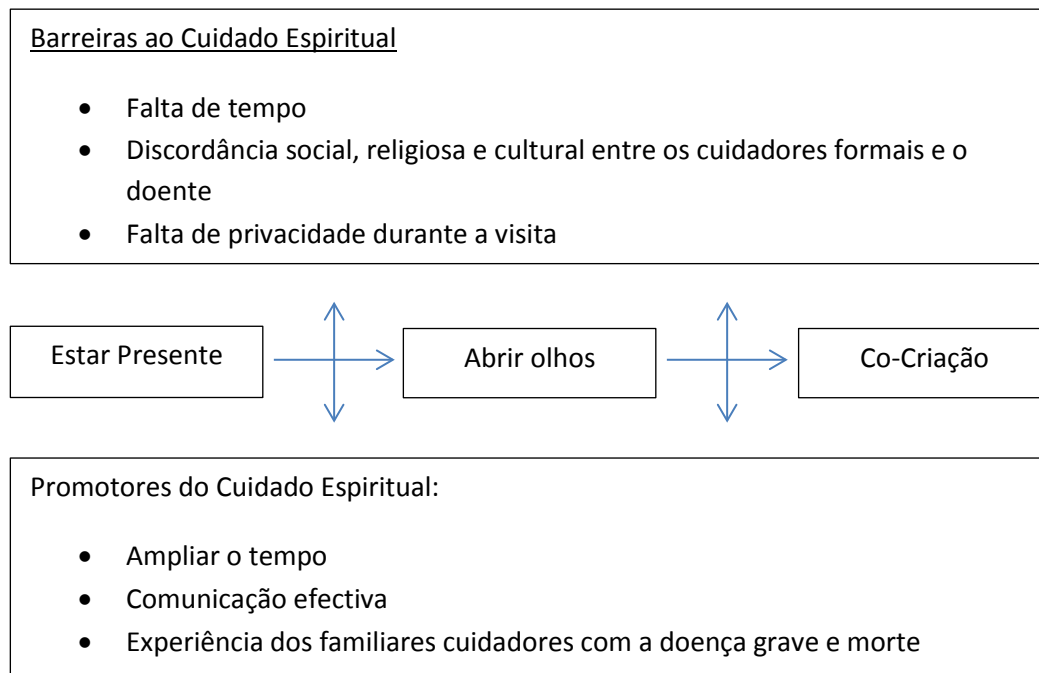 Barreiras ao Cuidado Espiritual
• Falta de tempo
• Discordância social, religiosa e cultural entre os cuidadores formais e o
doente
• Falta de privacidade durante a visita
Estar Presente
Abrir olhos
Co-Criação
Promotores do Cuidado Espiritual:
• Ampliar o tempo
• Comunicação efectiva
• Experiência dos familiares cuidadores com a doença grave e morte